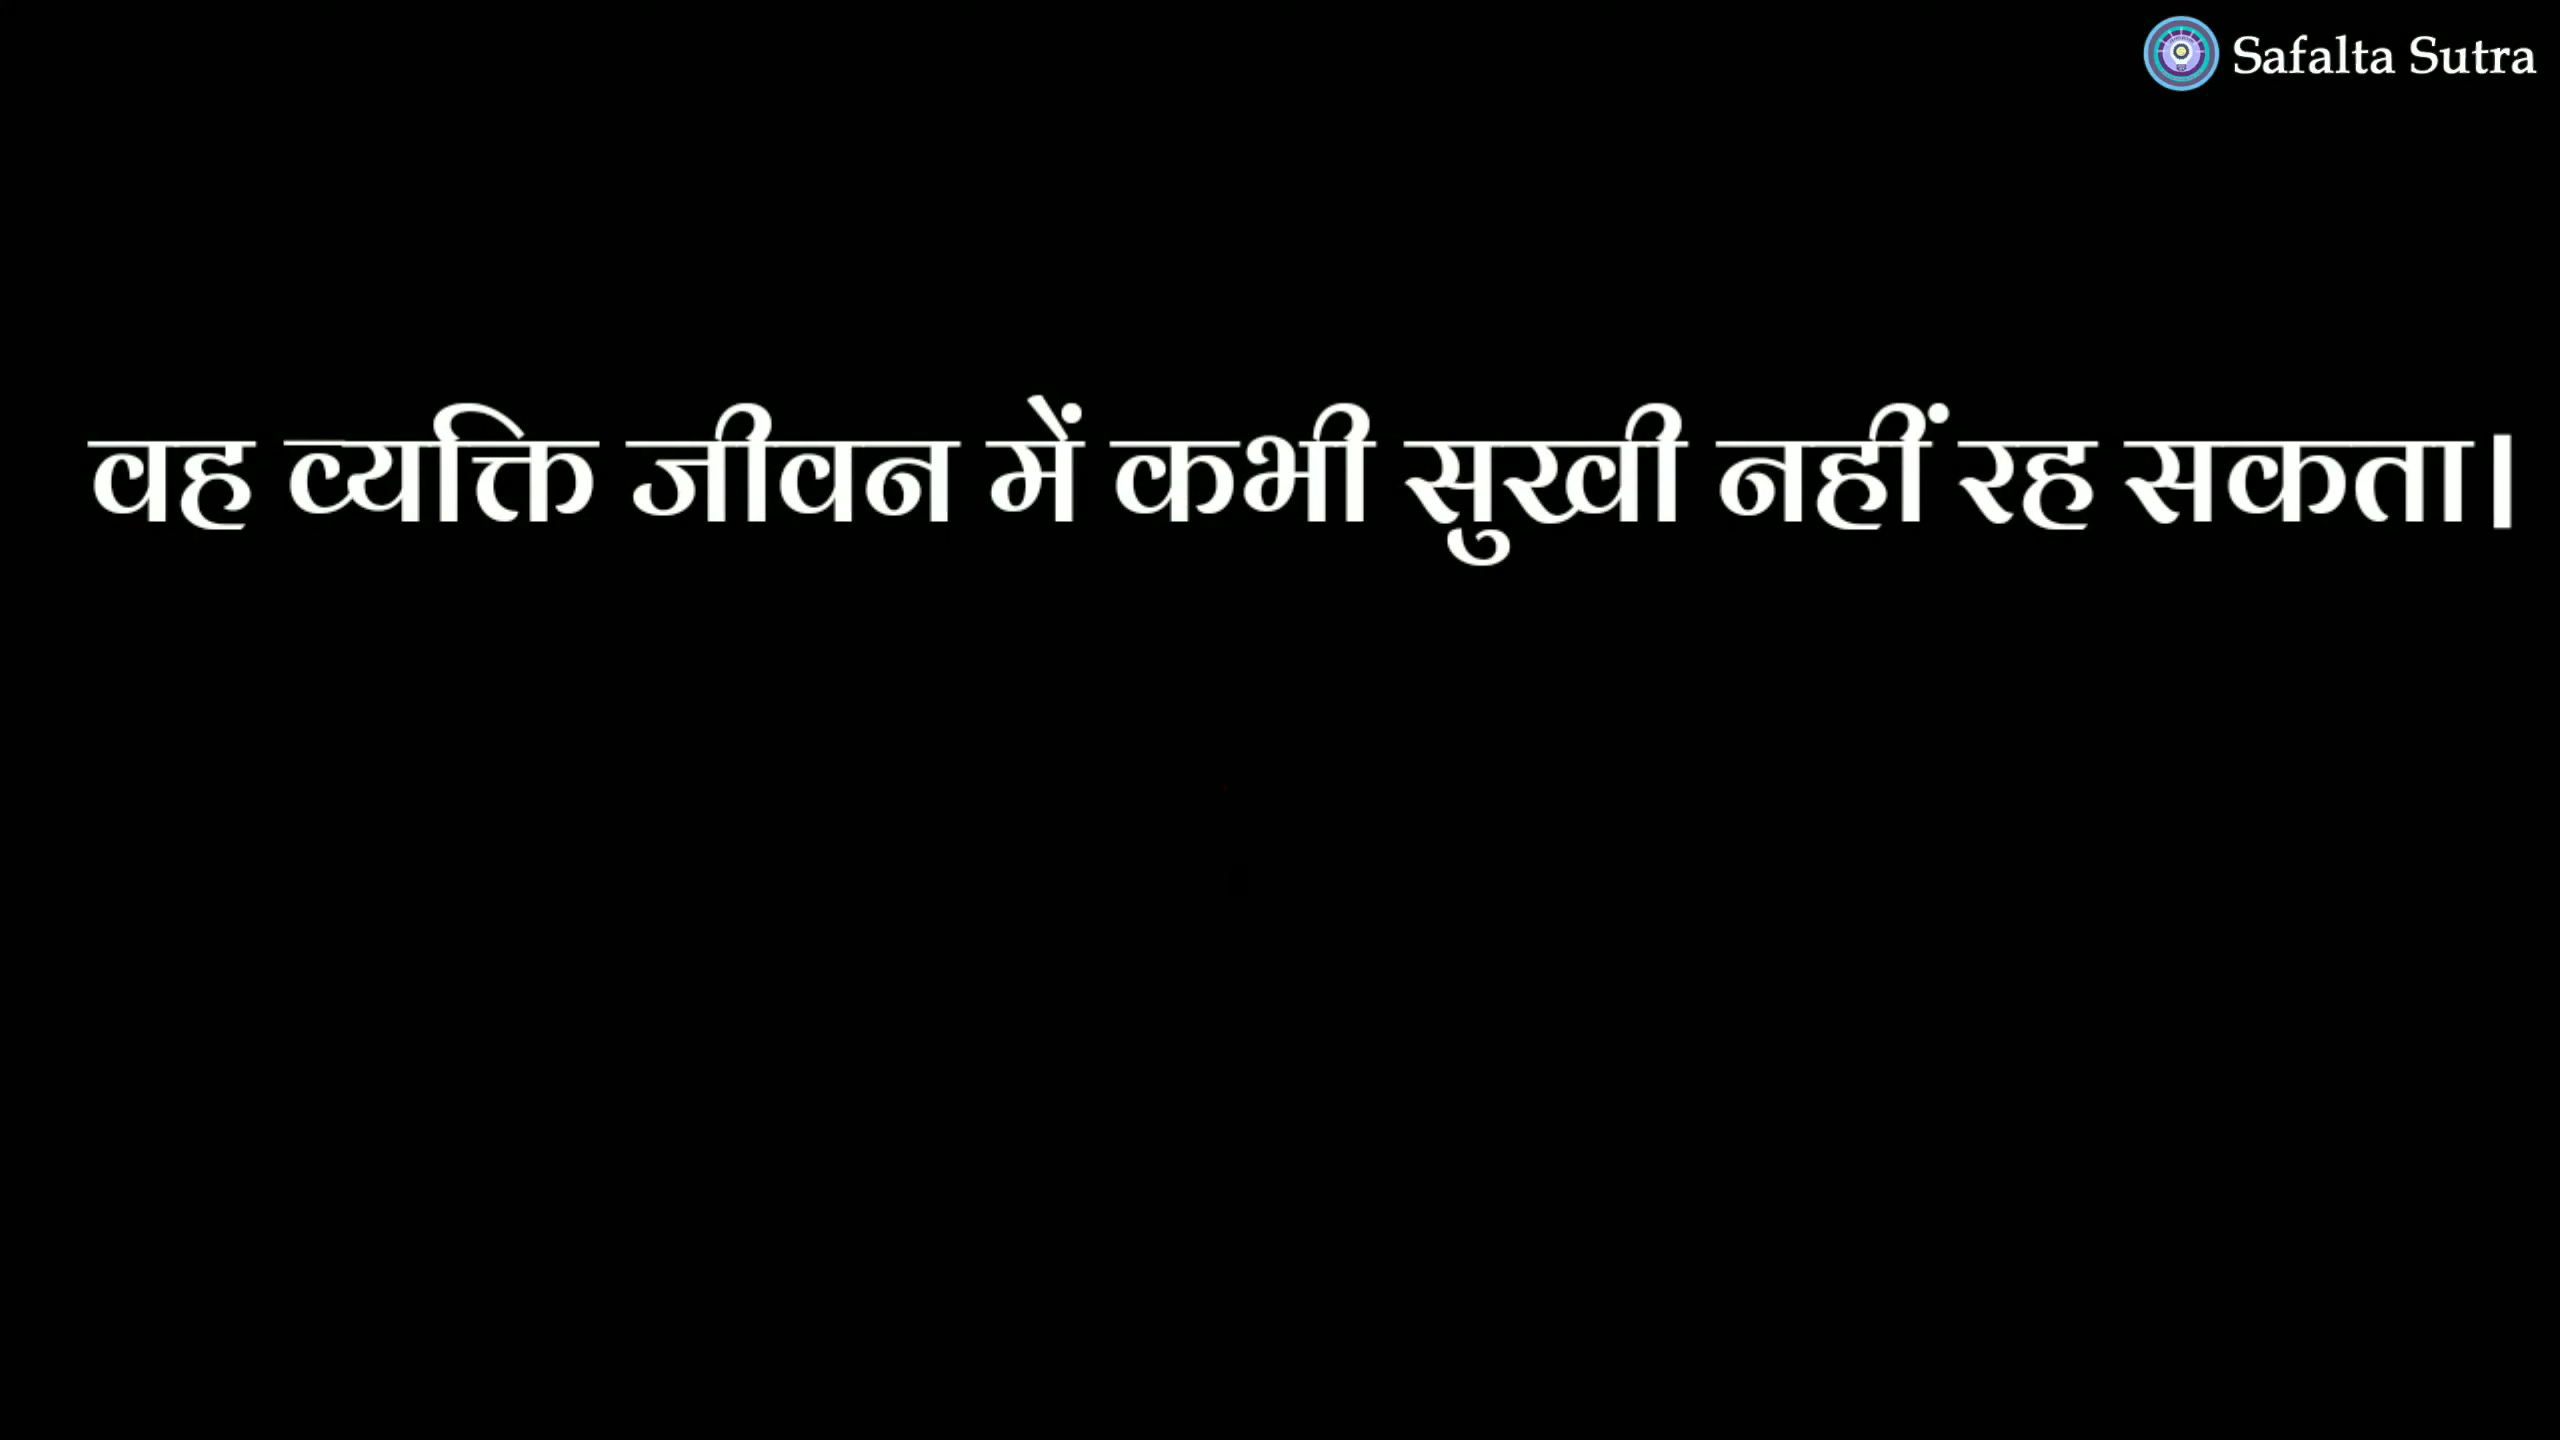 Safalta Sutra
वह व्यक्ति जीवन में कभी सुखी नहीं रह सकता।